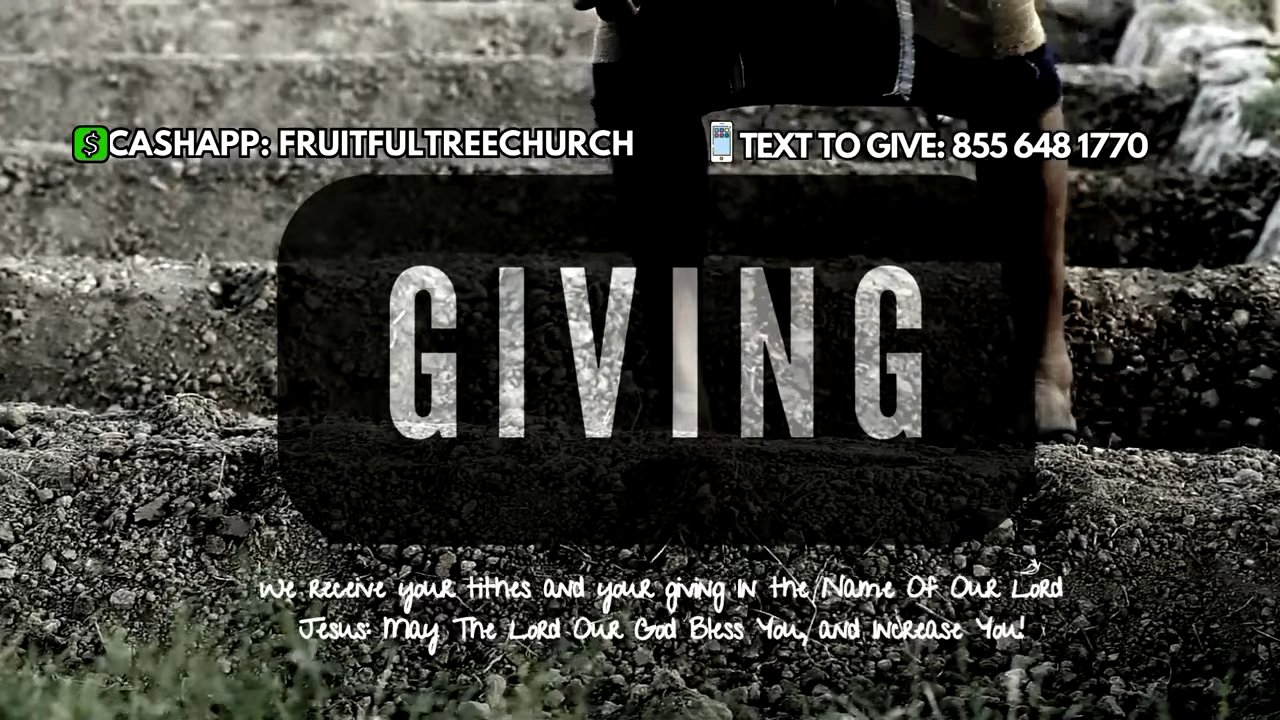 CASHAPP: FRUITFULTREECHURCH
TEXT TO GIVE: 855 648 1770
GIVING
We receive your tithes and your giving in the Name Of Our Lord
Jesus: May The Lord Our God Bless You, and increase You!